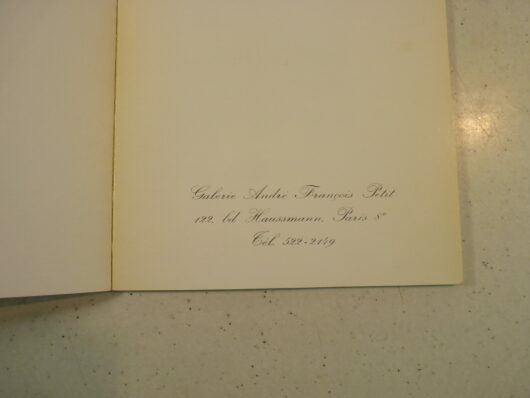 Galerie André François Petit
122, bd Haussmann, Paris 8e
Tél. 522-2149